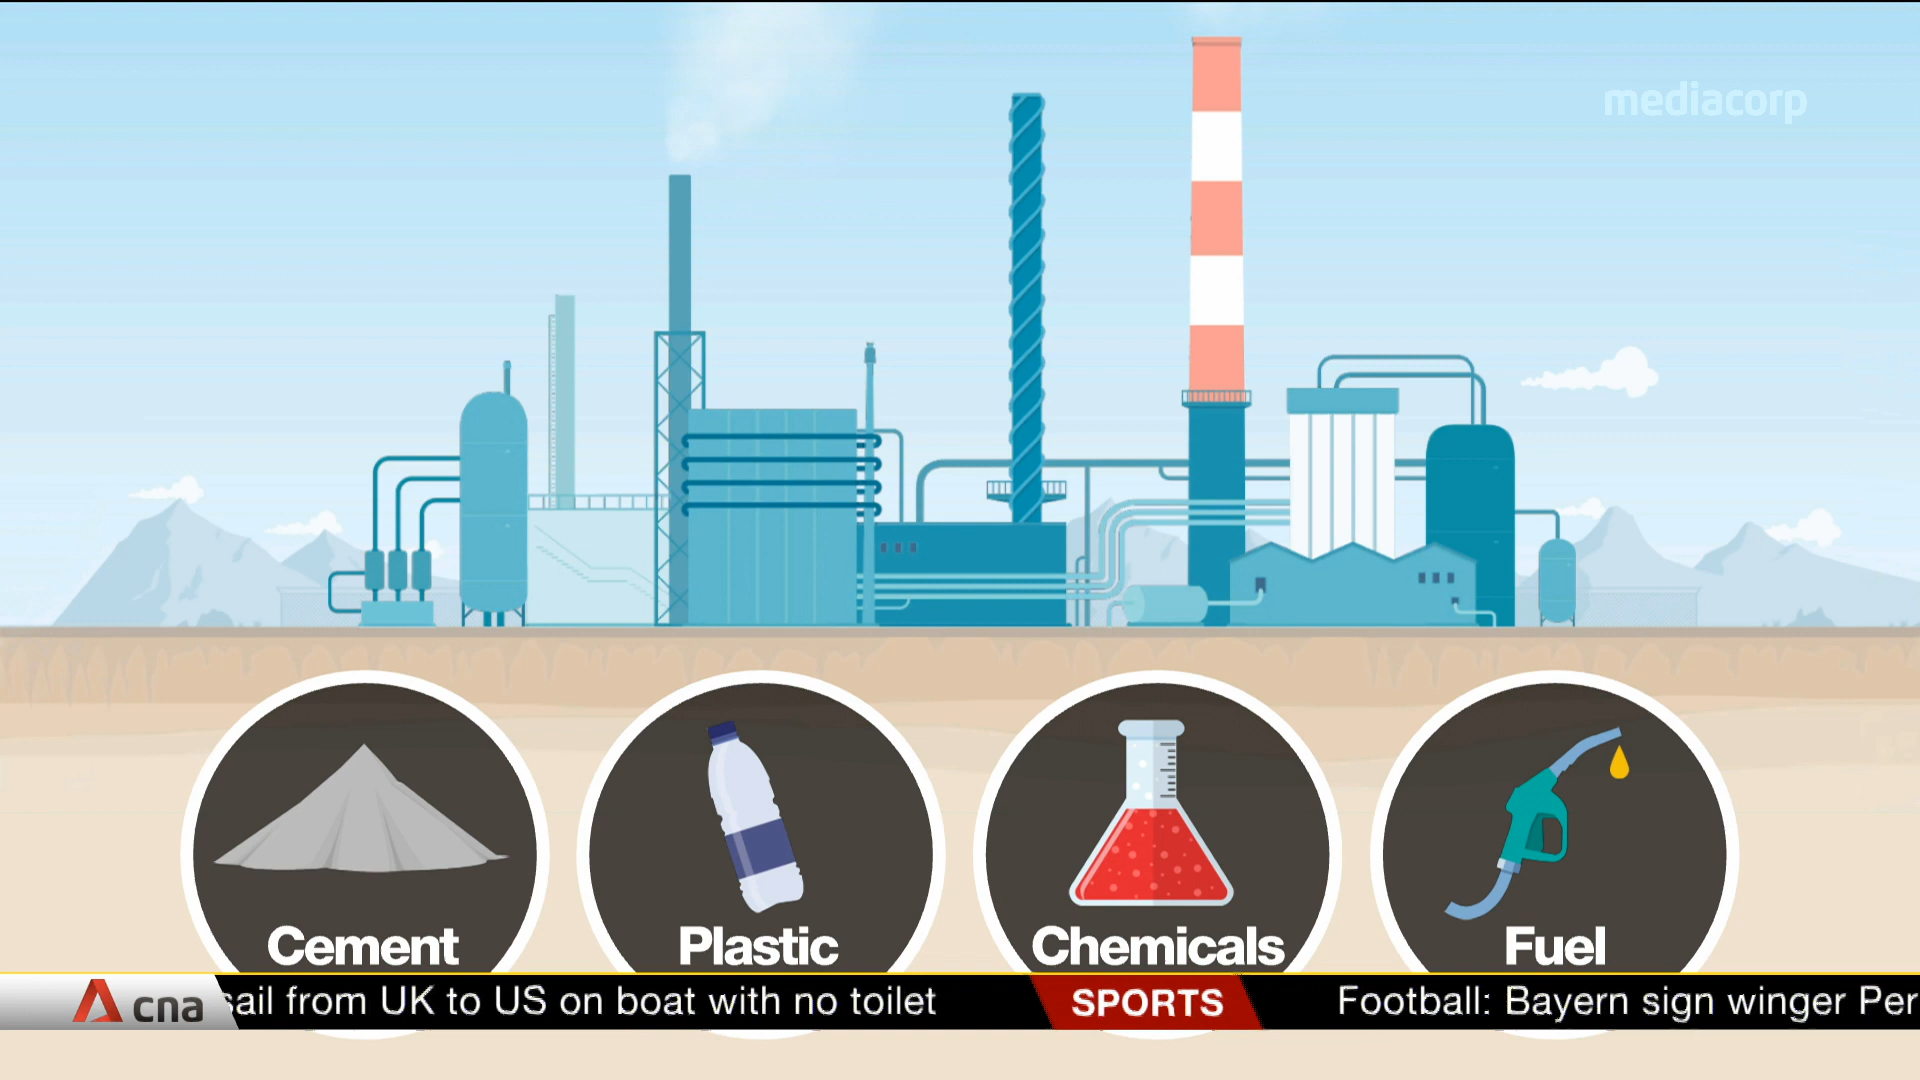 mediacorp
Cement
Plastic
Chemicals
Fuel
cna
sail from UK to US on boat with no toilet
SPORTS
Football: Bayern sign winger Per